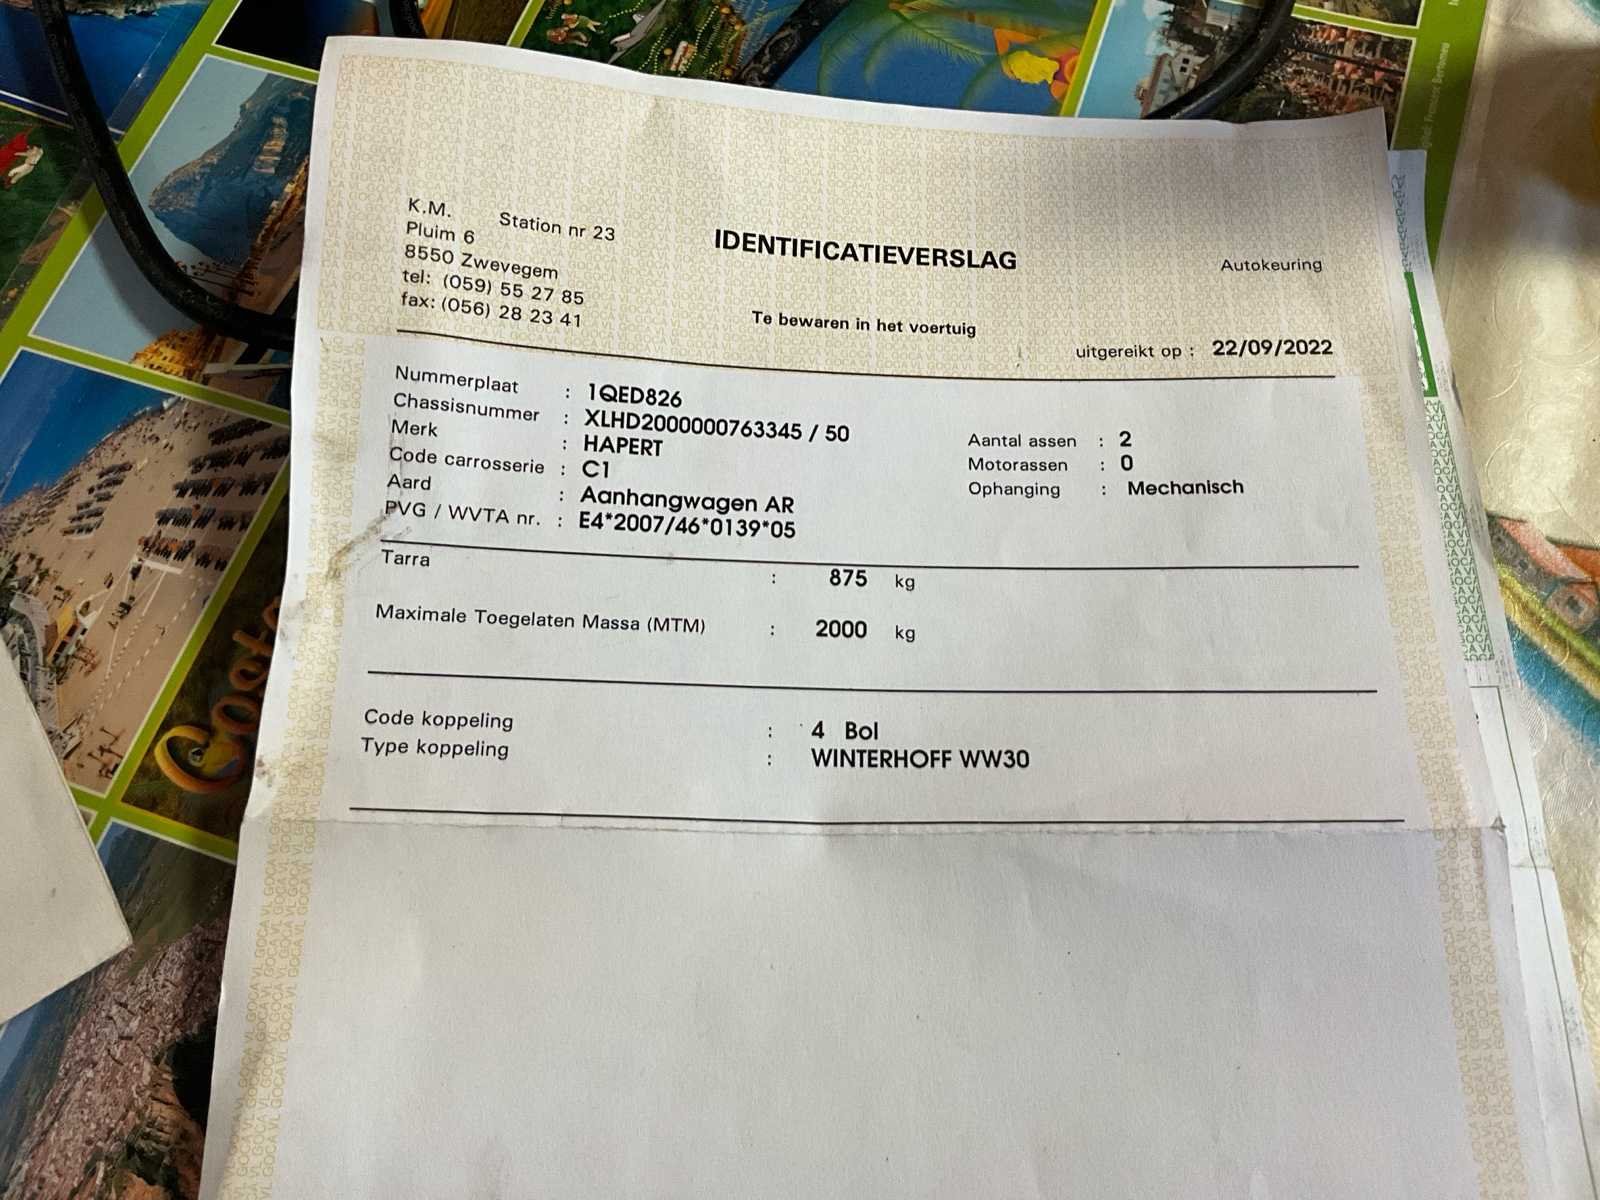 K.M. Station nr 23
Pluim 6
8550 Zwevegem
tel: (059) 55 27 85
fax: (056) 28 23 41
IDENTIFICATIEVERSLAG
Te bewaren in het voertuig
Autokeuring
uitgereikt op : 22/09/2022
Nummerplaat : 1QED826
Chassisnummer : XLHD2000000763345 / 50
Merk : HAPERT
Code carrosserie : C1
Aard : Aanhangwagen AR
PVG / WVTA nr. : E4*2007/46*0139*05
Aantal assen : 2
Motorassen : 0
Ophanging : Mechanisch
Tarra : 875 kg
Maximale Toegelaten Massa (MTM) : 2000 kg
Code koppeling : 4 Bol
Type koppeling : WINTERHOFF WW30